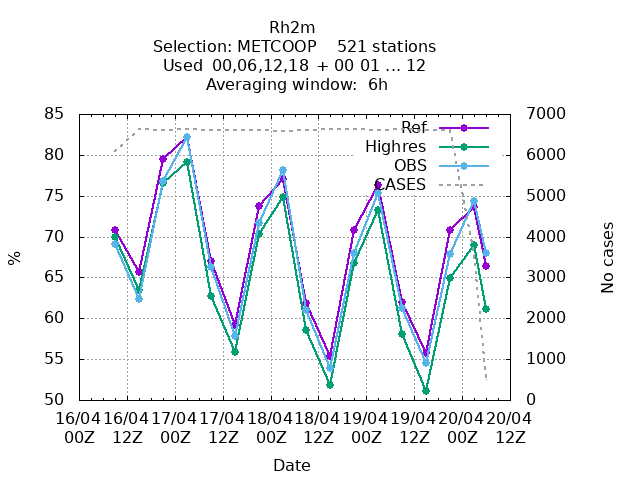 Rh2m
Selection: METCOOP    521 stations
Used  00,06,12,18  + 00 01 ... 12
Averaging window:  6h
85
80
75
70
65
60
55
50
%
7000
6000
5000
4000
3000
2000
1000
0
No cases
Ref
Highres
OBS
CASES
16/04 16/04 17/04 17/04 18/04 18/04 19/04 19/04 20/04 20/04
00Z 12Z 00Z 12Z 00Z 12Z 00Z 12Z 00Z 12Z
Date